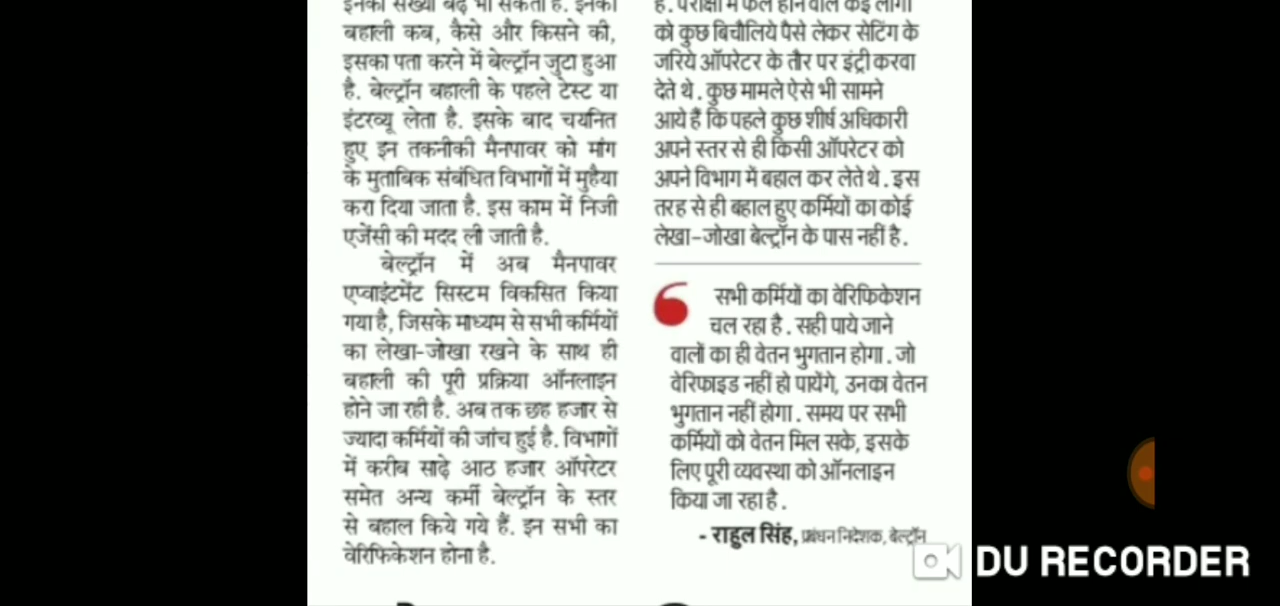 इनकी संख्या बढ़ भी सकती है. इनकी
बहाली कब, कैसे और किसने की,
इसका पता करने में बेल्ट्रॉन जुटा हुआ
है. बेल्ट्रॉन बहाली के पहले टेस्ट या
इंटरव्यू लेता है. इसके बाद चयनित
हुए इन तकनीकी मैनपावर को मांग
के मुताबिक संबंधित विभागों में मुहैया
करा दिया जाता है. इस काम में निजी
एजेंसी की मदद ली जाती है.
बेल्ट्रॉन में अब मैनपावर
एप्वाइंटमेंट सिस्टम विकसित किया
गया है, जिसके माध्यम से सभी कर्मियों
का लेखा-जोखा रखने के साथ ही
बहाली की पूरी प्रक्रिया ऑनलाइन
होने जा रही है. अब तक छह हजार से
ज्यादा कर्मियों की जांच हुई है. विभागों
में करीब साढ़े आठ हजार ऑपरेटर
समेत अन्य कर्मी बेल्ट्रॉन के स्तर
से बहाल किये गये हैं. इन सभी का
वेरिफिकेशन होना है.
है. परीक्षा में फेल होने वाले कई लोगों
को कुछ बिचौलिये पैसे लेकर सेटिंग के
जरिये ऑपरेटर के तौर पर इंट्री करवा
देते थे. कुछ मामले ऐसे भी सामने
आये हैं कि पहले कुछ शीर्ष अधिकारी
अपने स्तर से ही किसी ऑपरेटर को
अपने विभाग में बहाल कर लेते थे. इस
तरह से ही बहाल हुए कर्मियों का कोई
लेखा-जोखा बेल्ट्रॉन के पास नहीं है.
सभी कर्मियों का वेरिफिकेशन
चल रहा है. सही पाये जाने
वालों का ही वेतन भुगतान होगा. जो
वेरिफाइड नहीं हो पायेंगे, उनका वेतन
भुगतान नहीं होगा. समय पर सभी
कर्मियों को वेतन मिल सके, इसके
लिए पूरी व्यवस्था को ऑनलाइन
किया जा रहा है.
- राहुल सिंह, प्रबंधन निदेशक, बेल्ट्रॉन
DU RECORDER